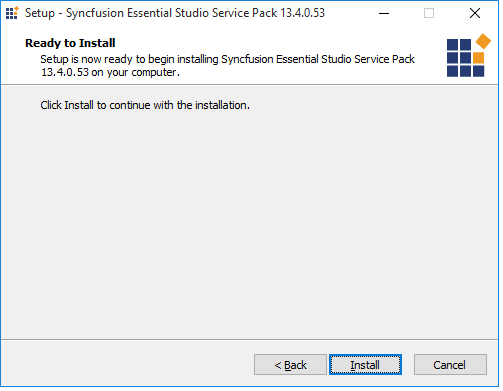 Setup - Syncfusion Essential Studio Service Pack 13.4.0.53
Ready to Install
Setup is now ready to begin installing Syncfusion Essential Studio Service Pack
13.4.0.53 on your computer.
Click Install to continue with the installation.
< Back
Install
Cancel